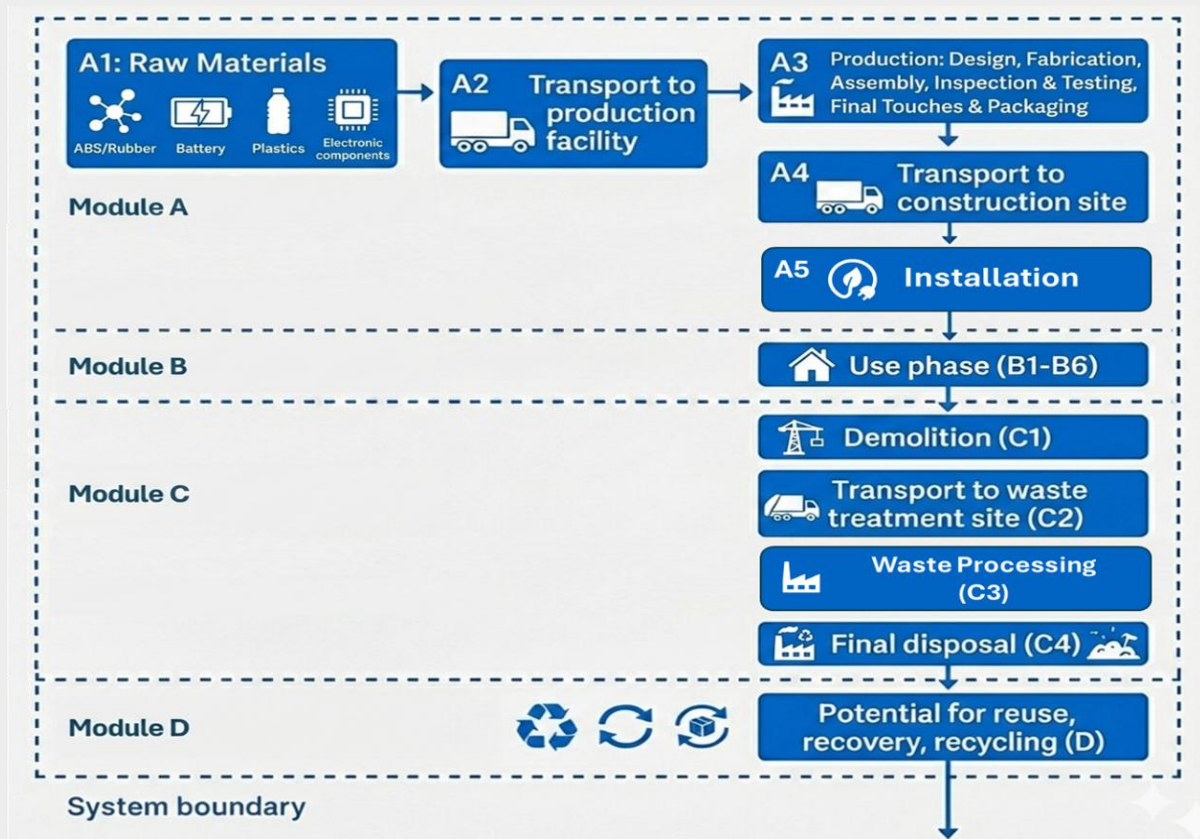 A1: Raw Materials
ABS/Rubber
Battery
Plastics
Electronic
components
A2
Transport to
production
facility
A3
Production: Design, Fabrication,
Assembly, Inspection & Testing,
Final Touches & Packaging
Module A
A4
Transport to
construction site
A5
Installation
Module B
Use phase (B1-B6)
Demolition (C1)
Module C
Transport to waste
treatment site (C2)
Waste Processing
(C3)
Final disposal (C4)
Module D
Potential for reuse,
recovery, recycling (D)
System boundary